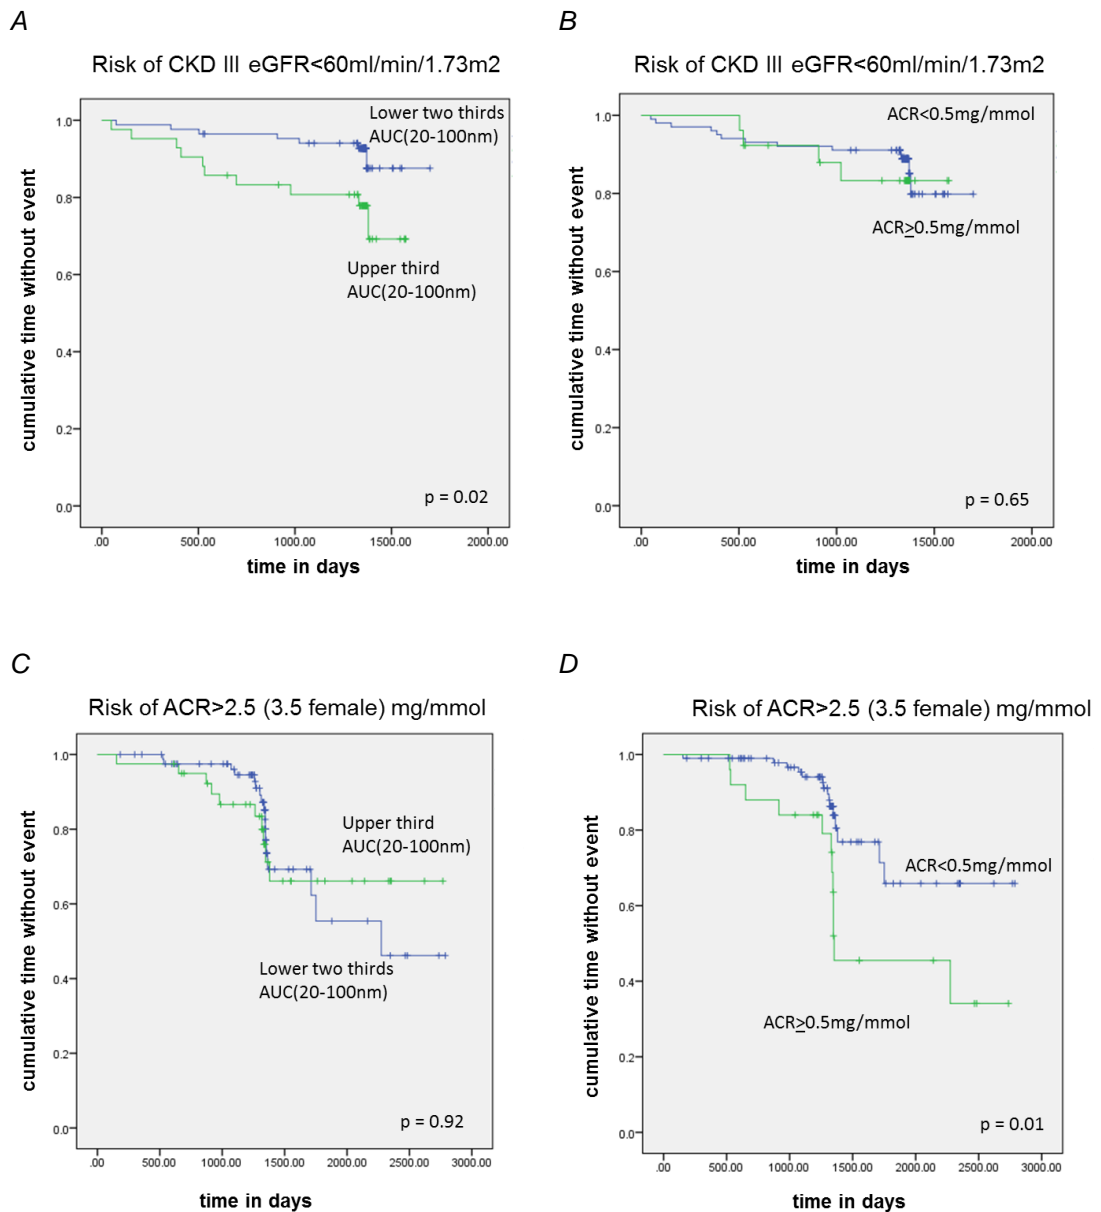 A
Risk of CKD III eGFR<60ml/min/1.73m2
cumulative time without event
1.0
0.8
0.6
0.4
0.2
0.0
Lower two thirds
AUC(20-100nm)
Upper third
AUC(20-100nm)
p = 0.02
.00 500.00 1000.00 1500.00 2000.00
time in days
B
Risk of CKD III eGFR<60ml/min/1.73m2
cumulative time without event
1.0
0.8
0.6
0.4
0.2
0.0
ACR<0.5mg/mmol
ACR≥0.5mg/mmol
p = 0.65
.00 500.00 1000.00 1500.00 2000.00
time in days
C
Risk of ACR>2.5 (3.5 female) mg/mmol
cumulative time without event
1.0
0.8
0.6
0.4
0.2
0.0
Upper third
AUC(20-100nm)
Lower two thirds
AUC(20-100nm)
p = 0.92
.00 500.00 1000.00 1500.00 2000.00 2500.00 3000.00
time in days
D
Risk of ACR>2.5 (3.5 female) mg/mmol
cumulative time without event
1.0
0.8
0.6
0.4
0.2
0.0
ACR<0.5mg/mmol
ACR≥0.5mg/mmol
p = 0.01
.00 500.00 1000.00 1500.00 2000.00 2500.00 3000.00
time in days